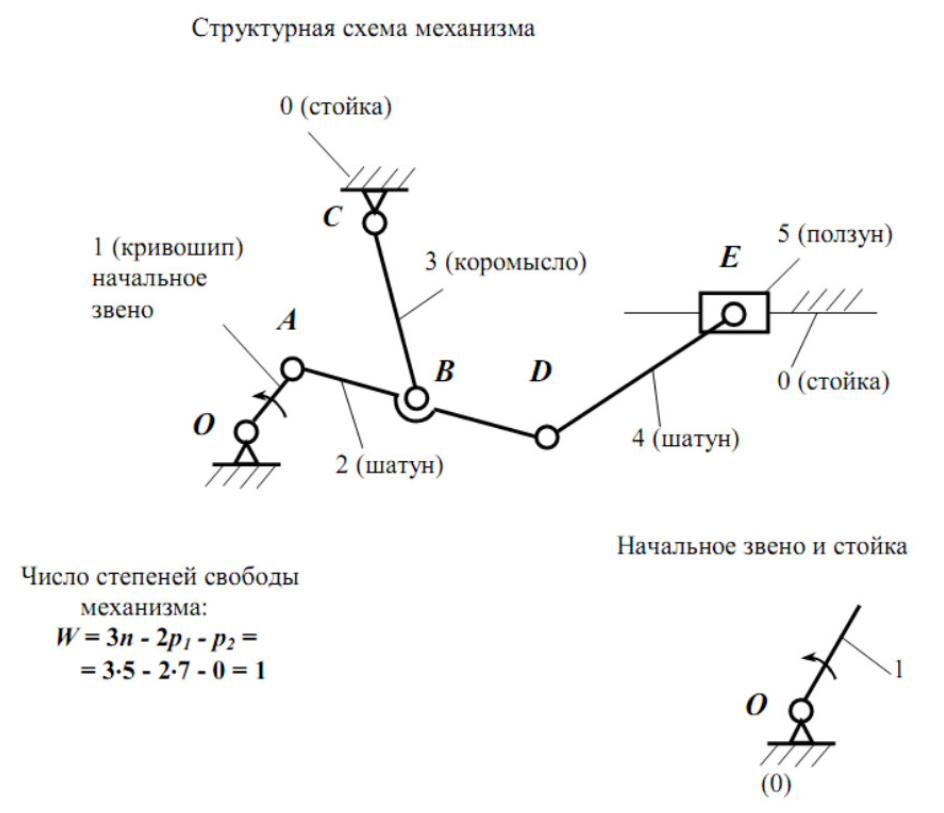 Структурная схема механизма
0 (стойка)
C
1 (кривошип)
начальное
звено
3 (коромысло)
5 (ползун)
E
A
B
D
0 (стойка)
O
2 (шатун)
4 (шатун)
Начальное звено и стойка
Число степеней свободы
механизма:
W = 3n - 2p₁ - p₂ =
= 3·5 - 2·7 - 0 = 1
1
O
(0)